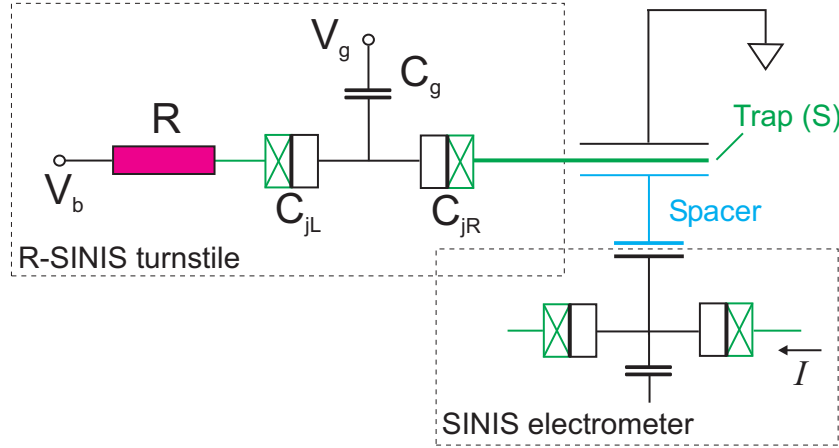 V_g
C_g
R
Trap (S)
V_b
C_jL
C_jR
Spacer
R-SINIS turnstile
I
SINIS electrometer